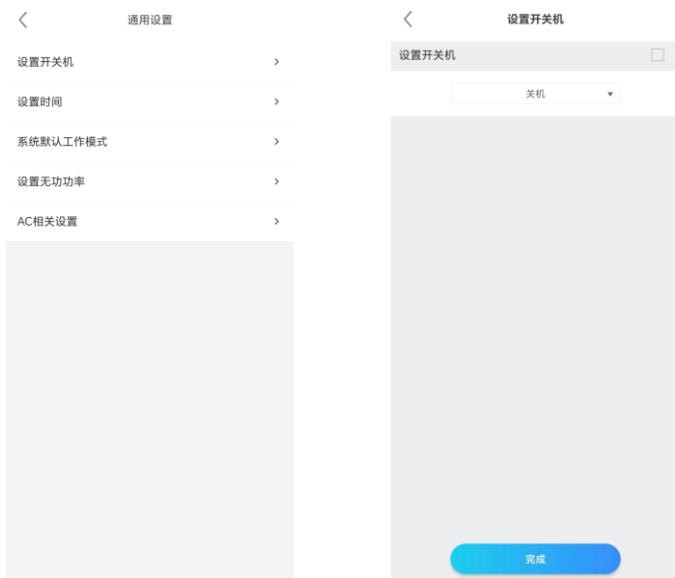 通用设置
设置开关机
设置时间
系统默认工作模式
设置无功功率
AC相关设置
设置开关机
设置开关机
关机
完成